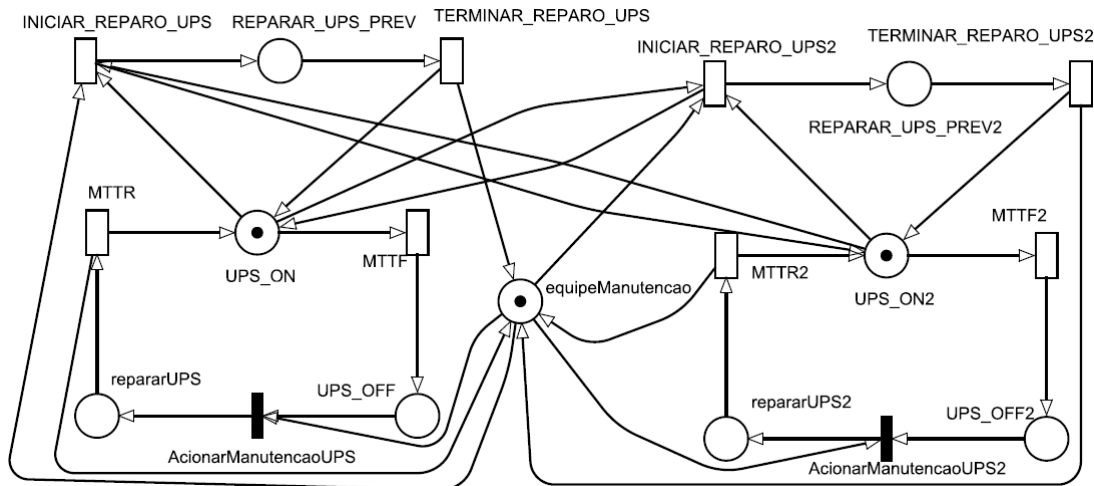 INICIAR_REPARO_UPS
REPARAR_UPS_PREV
TERMINAR_REPARO_UPS
INICIAR_REPARO_UPS2
TERMINAR_REPARO_UPS2
REPARAR_UPS_PREV2
MTTR
UPS_ON
MTTF
equipeManutencao
MTTR2
UPS_ON2
MTTF2
repararUPS
UPS_OFF
AcionarManutencaoUPS
repararUPS2
UPS_OFF2
AcionarManutencaoUPS2